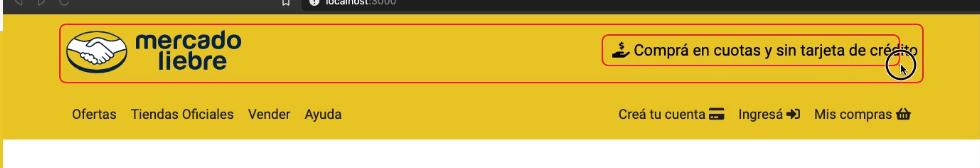 localhost:3000
mercado
liebre
Comprá en cuotas y sin tarjeta de crédito
Ofertas Tiendas Oficiales Vender Ayuda
Creá tu cuenta Ingresá Mis compras